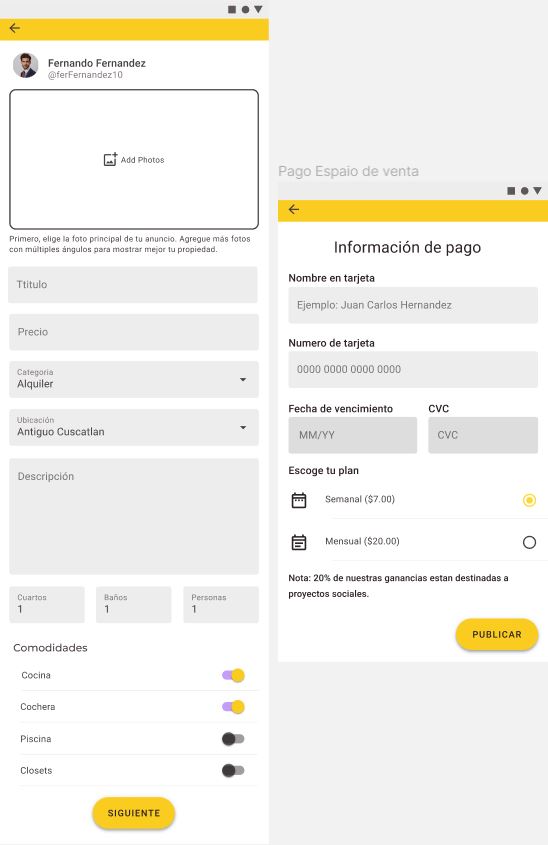 Fernando Fernandez
@ferFernandez10
Add Photos
Primero, elige la foto principal de tu anuncio. Agregue más fotos
con múltiples ángulos para mostrar mejor tu propiedad.
Ttitulo
Precio
Categoria
Alquiler
Ubicación
Antiguo Cuscatlan
Descripción
Cuartos
1
Baños
1
Personas
1
Comodidades
Cocina
Cochera
Piscina
Closets
SIGUIENTE
Pago Espaio de venta
Información de pago
Nombre en tarjeta
Ejemplo: Juan Carlos Hernandez
Numero de tarjeta
0000 0000 0000 0000
Fecha de vencimiento
MM/YY
CVC
CVC
Escoge tu plan
Semanal ($7.00)
Mensual ($20.00)
Nota: 20% de nuestras ganancias estan destinadas a
proyectos sociales.
PUBLICAR